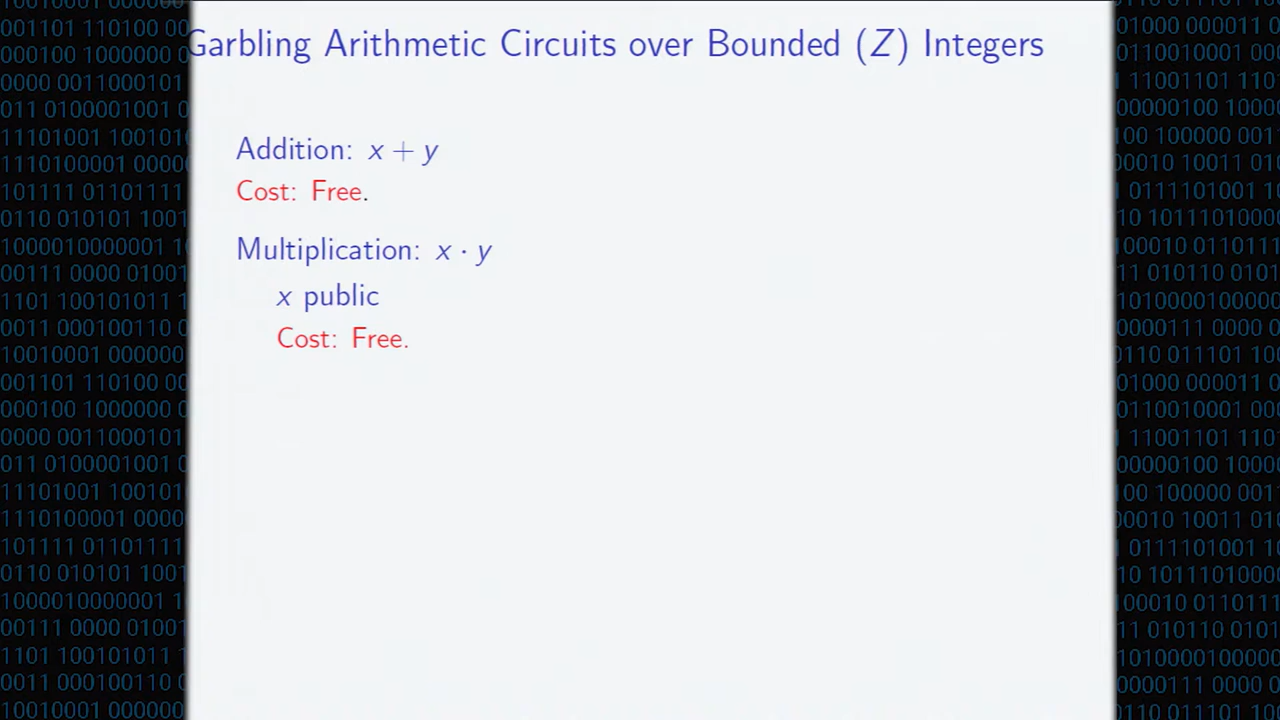 Garbling Arithmetic Circuits over Bounded (Z) Integers
Addition: x + y
Cost: Free.
Multiplication: x · y
x public
Cost: Free.